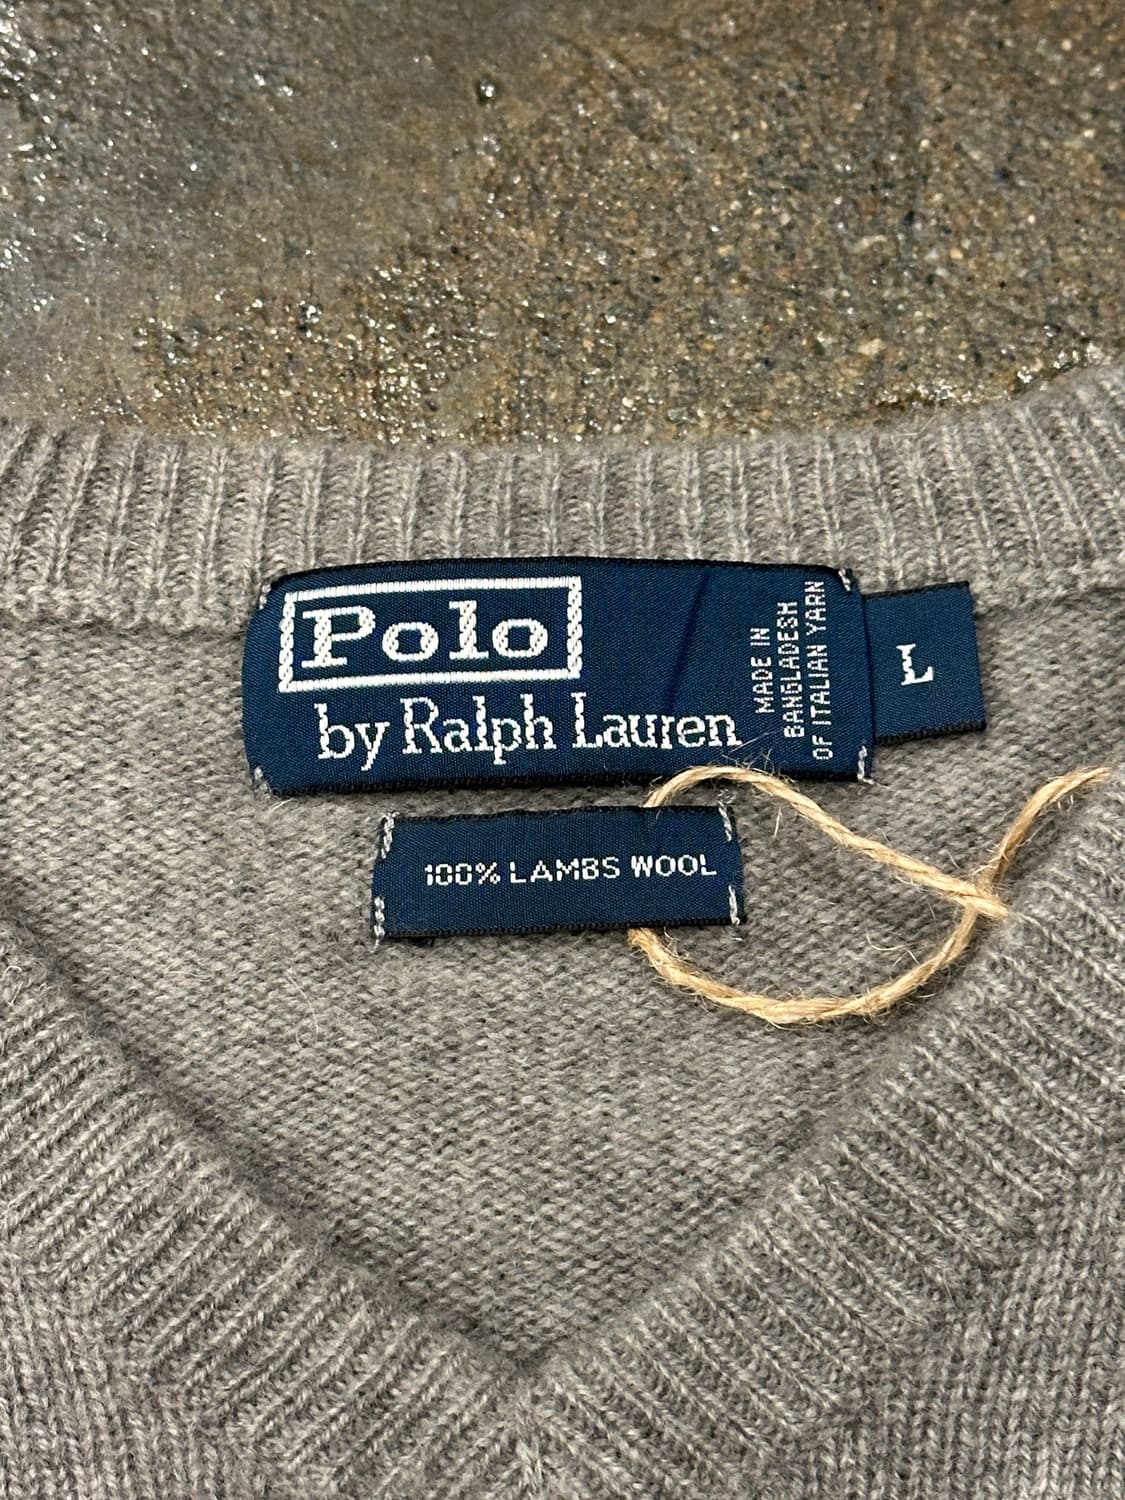 Polo
by Ralph Lauren
MADE IN
BANGLADESH
OF ITALIAN YARN
L
100% LAMBS WOOL